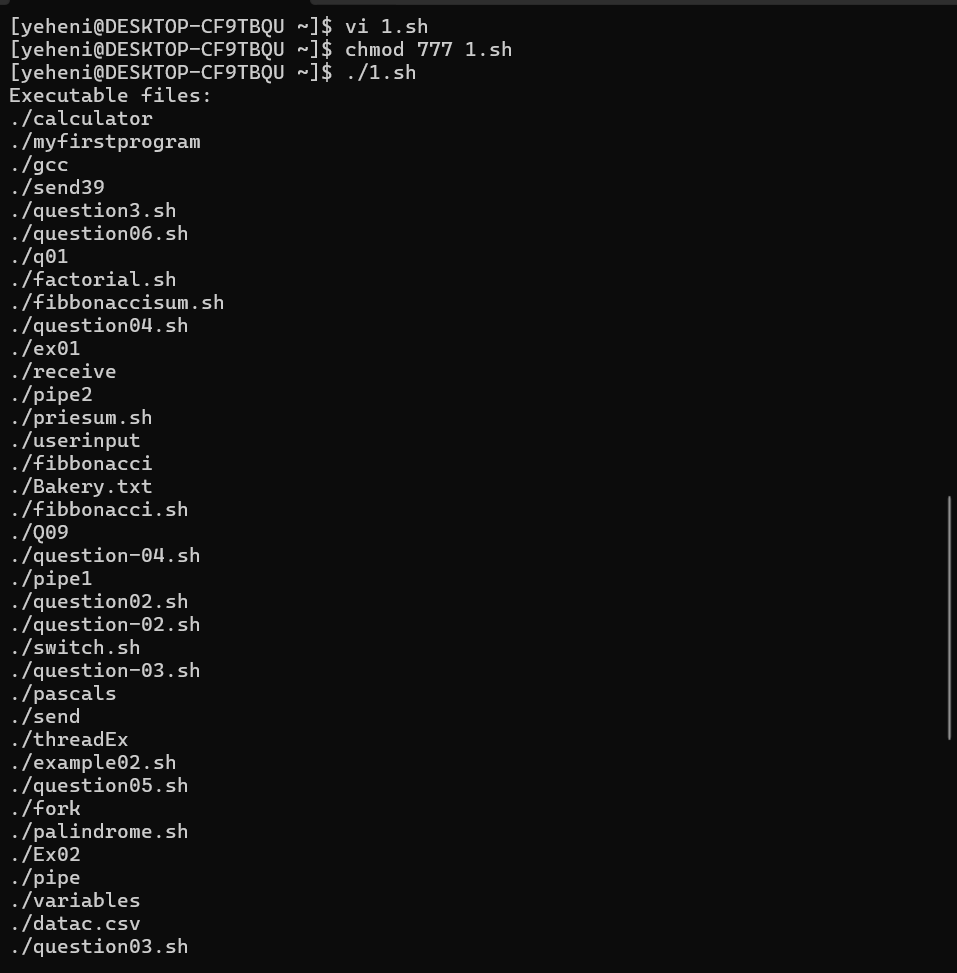 [yeheni@DESKTOP-CF9TBQU ~]$ vi 1.sh
[yeheni@DESKTOP-CF9TBQU ~]$ chmod 777 1.sh
[yeheni@DESKTOP-CF9TBQU ~]$ ./1.sh
Executable files:
./calculator
./myfirstprogram
./gcc
./send39
./question3.sh
./question06.sh
./q01
./factorial.sh
./fibbonaccisum.sh
./question04.sh
./ex01
./receive
./pipe2
./priesum.sh
./userinput
./fibbonacci
./Bakery.txt
./fibbonacci.sh
./Q09
./question-04.sh
./pipe1
./question02.sh
./question-02.sh
./switch.sh
./question-03.sh
./pascals
./send
./threadEx
./example02.sh
./question05.sh
./fork
./palindrome.sh
./Ex02
./pipe
./variables
./datac.csv
./question03.sh